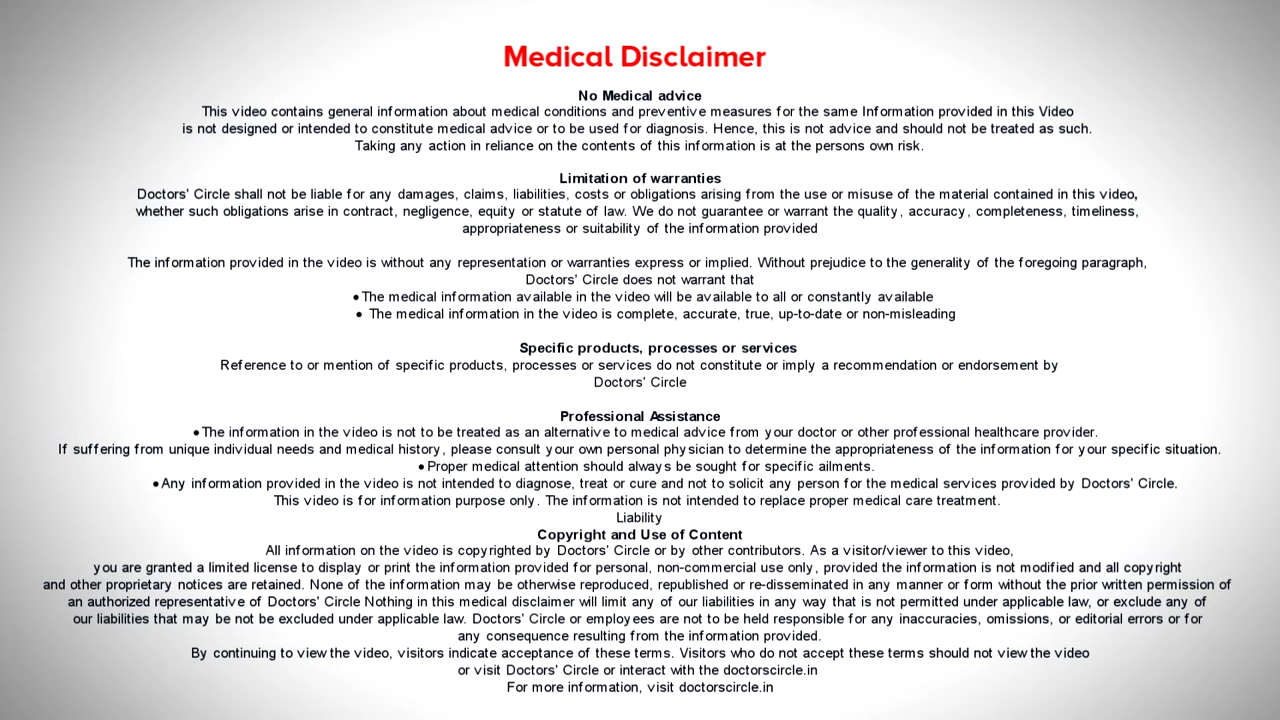 Medical Disclaimer
No Medical advice
This video contains general information about medical conditions and preventive measures for the same Information provided in this Video
is not designed or intended to constitute medical advice or to be used for diagnosis. Hence, this is not advice and should not be treated as such.
Taking any action in reliance on the contents of this information is at the persons own risk.
Limitation of warranties
Doctors' Circle shall not be liable for any damages, claims, liabilities, costs or obligations arising from the use or misuse of the material contained in this video,
whether such obligations arise in contract, negligence, equity or statute of law. We do not guarantee or warrant the quality, accuracy, completeness, timeliness,
appropriateness or suitability of the information provided
The information provided in the video is without any representation or warranties express or implied. Without prejudice to the generality of the foregoing paragraph,
Doctors' Circle does not warrant that
• The medical information available in the video will be available to all or constantly available
• The medical information in the video is complete, accurate, true, up-to-date or non-misleading
Specific products, processes or services
Reference to or mention of specific products, processes or services do not constitute or imply a recommendation or endorsement by
Doctors' Circle
Professional Assistance
• The information in the video is not to be treated as an alternative to medical advice from your doctor or other professional healthcare provider.
If suffering from unique individual needs and medical history, please consult your own personal physician to determine the appropriateness of the information for your specific situation.
• Proper medical attention should always be sought for specific ailments.
• Any information provided in the video is not intended to diagnose, treat or cure and not to solicit any person for the medical services provided by Doctors' Circle.
This video is for information purpose only. The information is not intended to replace proper medical care treatment.
Liability
Copyright and Use of Content
All information on the video is copyrighted by Doctors' Circle or by other contributors. As a visitor/viewer to this video,
you are granted a limited license to display or print the information provided for personal, non-commercial use only, provided the information is not modified and all copyright
and other proprietary notices are retained. None of the information may be otherwise reproduced, republished or re-disseminated in any manner or form without the prior written permission of
an authorized representative of Doctors' Circle Nothing in this medical disclaimer will limit any of our liabilities in any way that is not permitted under applicable law, or exclude any of
our liabilities that may be not be excluded under applicable law. Doctors' Circle or employees are not to be held responsible for any inaccuracies, omissions, or editorial errors or for
any consequence resulting from the information provided.
By continuing to view the video, visitors indicate acceptance of these terms. Visitors who do not accept these terms should not view the video
or visit Doctors' Circle or interact with the doctorscircle.in
For more information, visit doctorscircle.in